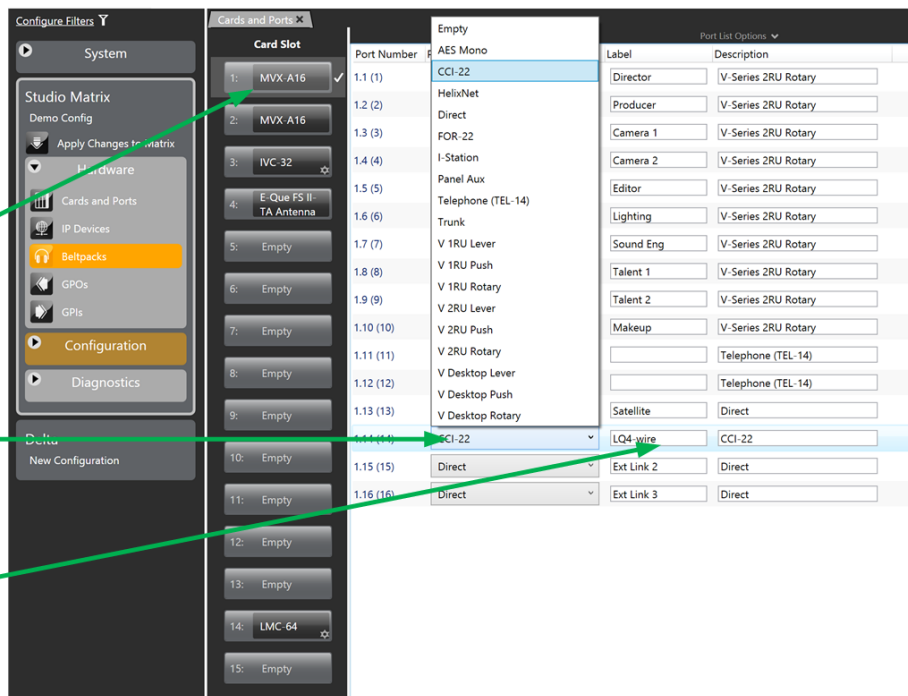 Configure Filters
System
Studio Matrix
Demo Config
Apply Changes to Matrix
Hardware
Cards and Ports
IP Devices
Beltpacks
GPOs
GPIs
Configuration
Diagnostics
Delta
New Configuration
Cards and Ports ×
Card Slot
1: MVX-A16
2: MVX-A16
3: IVC-32
4: E-Que FS II-
TA Antenna
5: Empty
6: Empty
7: Empty
8: Empty
9: Empty
10: Empty
11: Empty
12: Empty
13: Empty
14: LMC-64
15: Empty
Port List Options
Port Number Label Description
Empty
AES Mono
CCI-22
HelixNet
Direct
FOR-22
I-Station
Panel Aux
Telephone (TEL-14)
Trunk
V 1RU Lever
V 1RU Push
V 1RU Rotary
V 2RU Lever
V 2RU Push
V 2RU Rotary
V Desktop Lever
V Desktop Push
V Desktop Rotary
1.1 (1) Director V-Series 2RU Rotary
1.2 (2) Producer V-Series 2RU Rotary
1.3 (3) Camera 1 V-Series 2RU Rotary
1.4 (4) Camera 2 V-Series 2RU Rotary
1.5 (5) Editor V-Series 2RU Rotary
1.6 (6) Lighting V-Series 2RU Rotary
1.7 (7) Sound Eng V-Series 2RU Rotary
1.8 (8) Talent 1 V-Series 2RU Rotary
1.9 (9) Talent 2 V-Series 2RU Rotary
1.10 (10) Makeup V-Series 2RU Rotary
1.11 (11) Telephone (TEL-14)
1.12 (12) Telephone (TEL-14)
1.13 (13) Satellite Direct
1.14 (14) CCI-22 LQ4-wire CCI-22
1.15 (15) Direct Ext Link 2 Direct
1.16 (16) Direct Ext Link 3 Direct